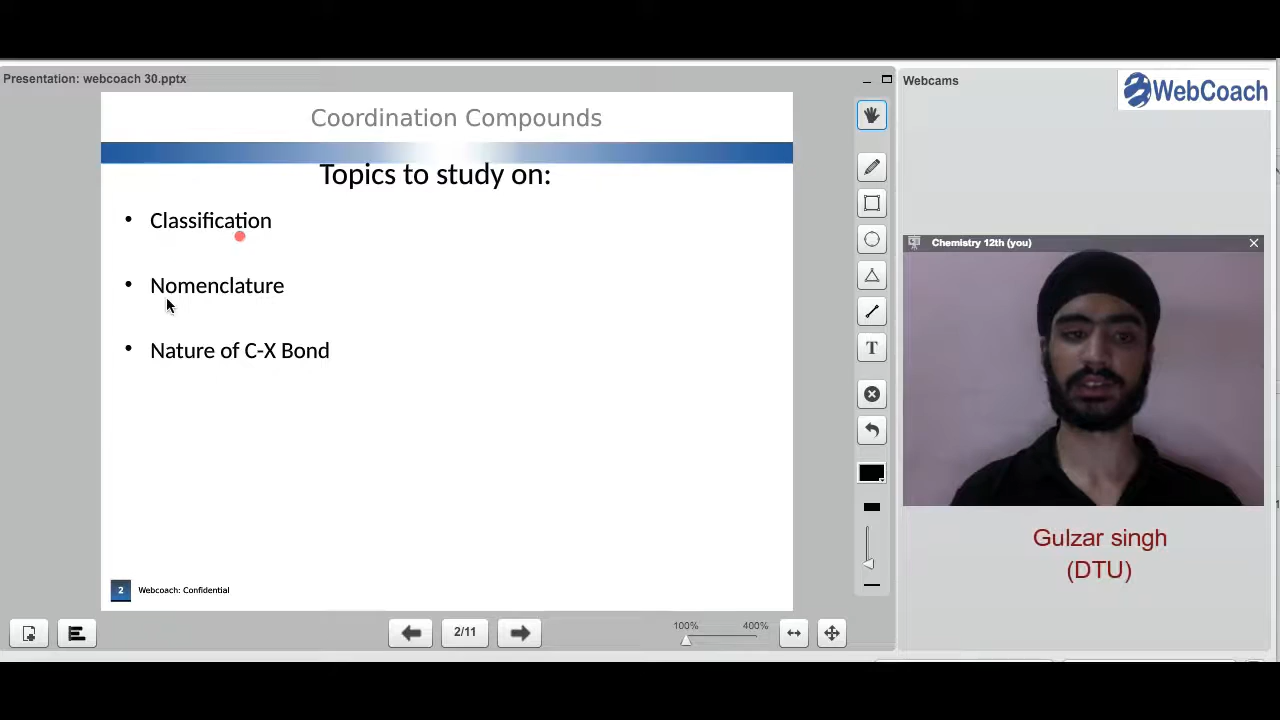 Presentation: webcoach 30.pptx
Webcams
WebCoach
Coordination Compounds
Topics to study on:
• Classification
• Nomenclature
• Nature of C-X Bond
Chemistry 12th (you)
T
Gulzar singh
(DTU)
2 Webcoach: Confidential
2/11
100% 400%